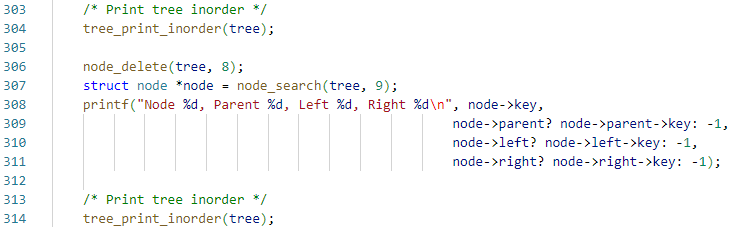 303 /* Print tree inorder */
304 tree_print_inorder(tree);
305
306 node_delete(tree, 8);
307 struct node *node = node_search(tree, 9);
308 printf("Node %d, Parent %d, Left %d, Right %d\n", node->key,
309 node->parent? node->parent->key: -1,
310 node->left? node->left->key: -1,
311 node->right? node->right->key: -1);
312
313 /* Print tree inorder */
314 tree_print_inorder(tree);